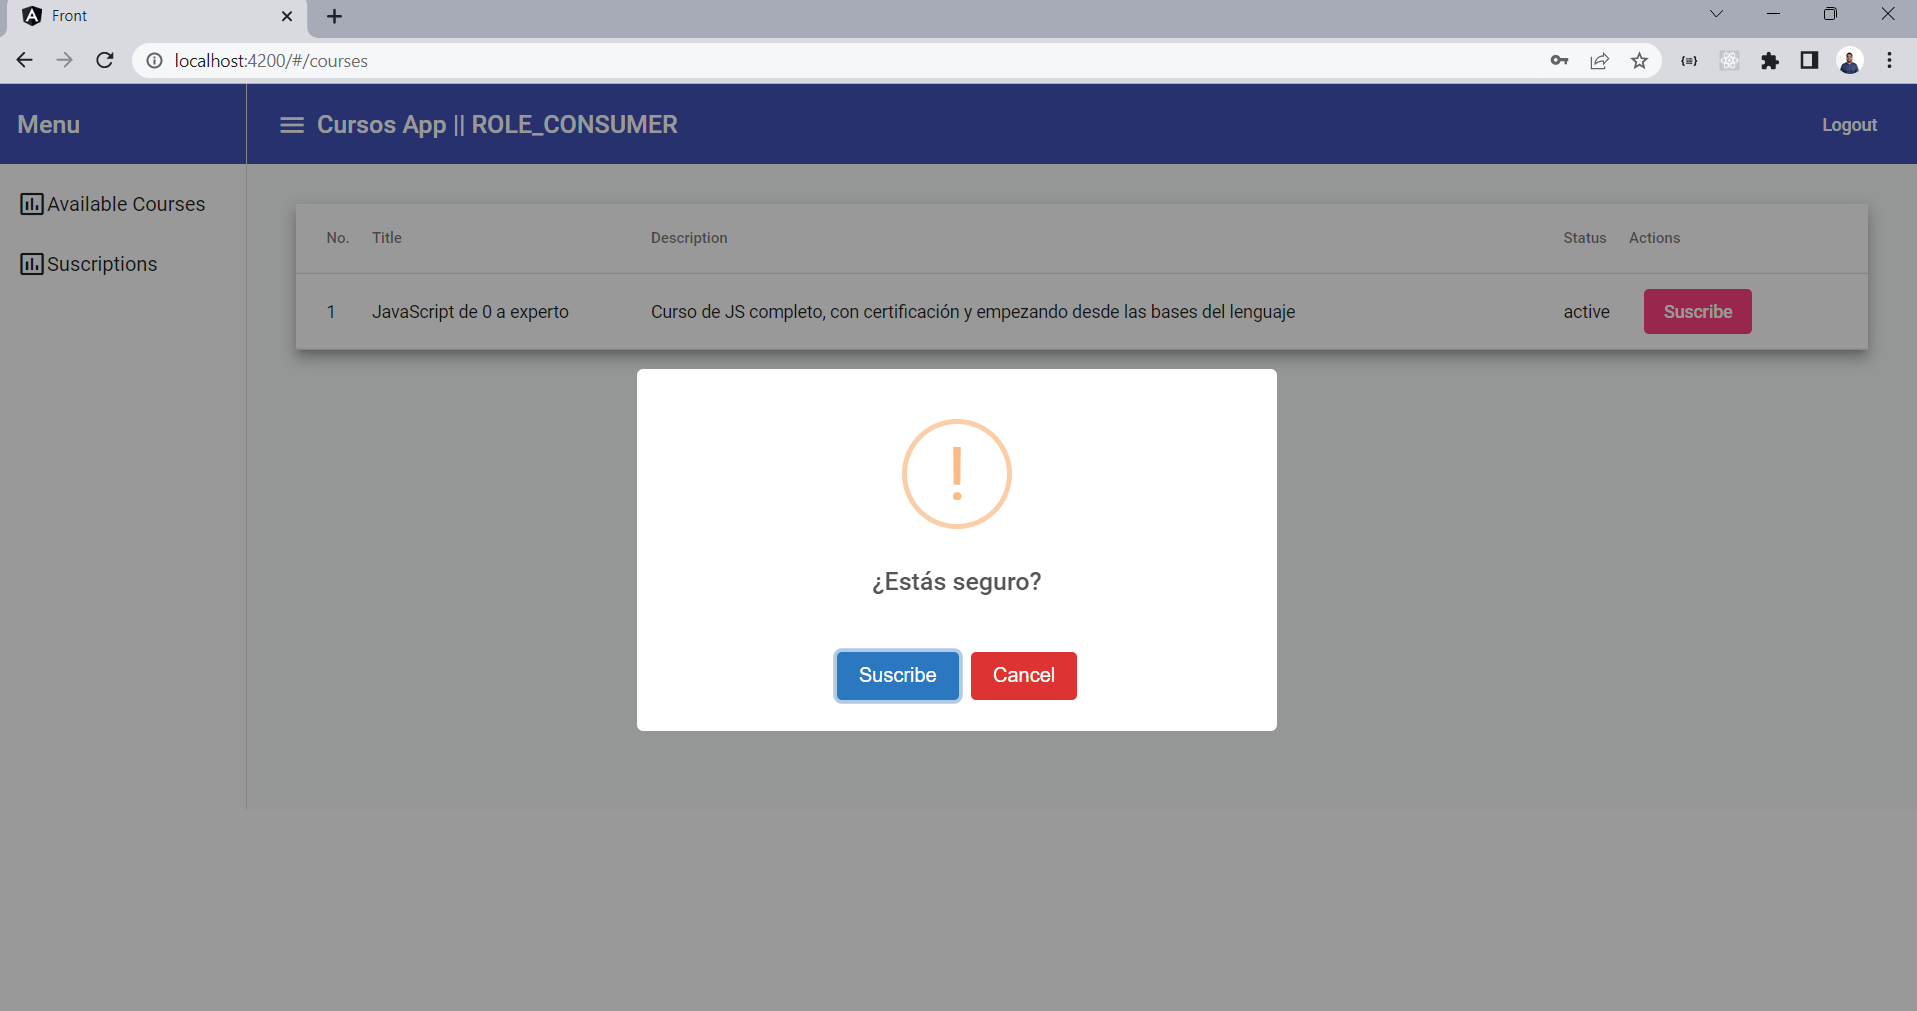 Front
localhost:4200/#/courses
Menu
Cursos App || ROLE_CONSUMER
Logout
Available Courses
Suscriptions
No. Title Description Status Actions
1 JavaScript de 0 a experto Curso de JS completo, con certificación y empezando desde las bases del lenguaje active Suscribe
!
¿Estás seguro?
Suscribe Cancel